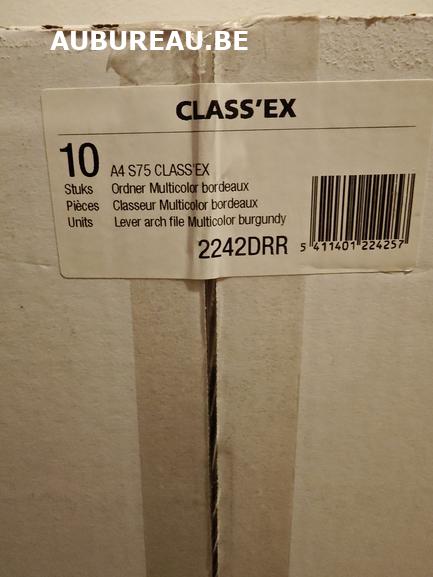 AUBUREAU.BE
CLASS'EX
10 A4 S75 CLASS'EX
Stuks Ordner Multicolor bordeaux
Pièces Classeur Multicolor bordeaux
Units Lever arch file Multicolor burgundy
2242DRR
5 411401 224257